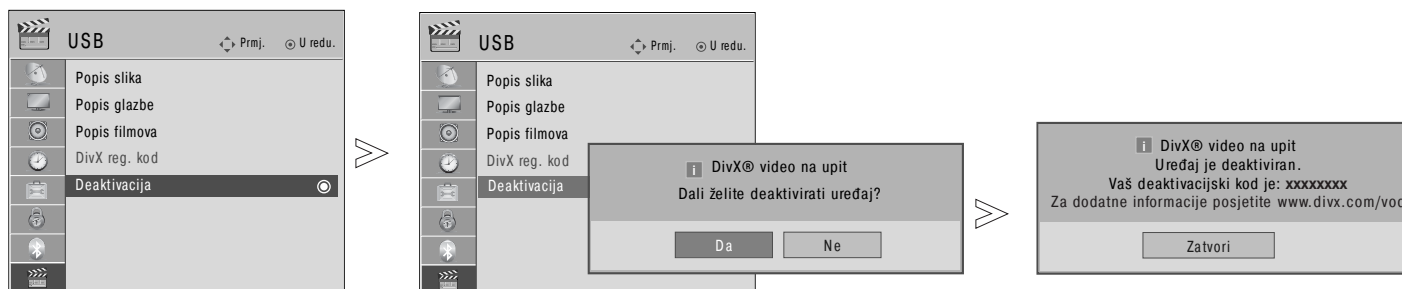 USB Prmj. U redu.
Popis slika
Popis glazbe
Popis filmova
DivX reg. kod
Deaktivacija
USB Prmj. U redu.
Popis slika
Popis glazbe
Popis filmova
DivX reg. kod
Deaktivacija
i DivX® video na upit
Dali želite deaktivirati uređaj?
Da Ne
i DivX® video na upit
Uređaj je deaktiviran.
Vaš deaktivacijski kod je: xxxxxxxx
Za dodatne informacije posjetite www.divx.com/vod
Zatvori